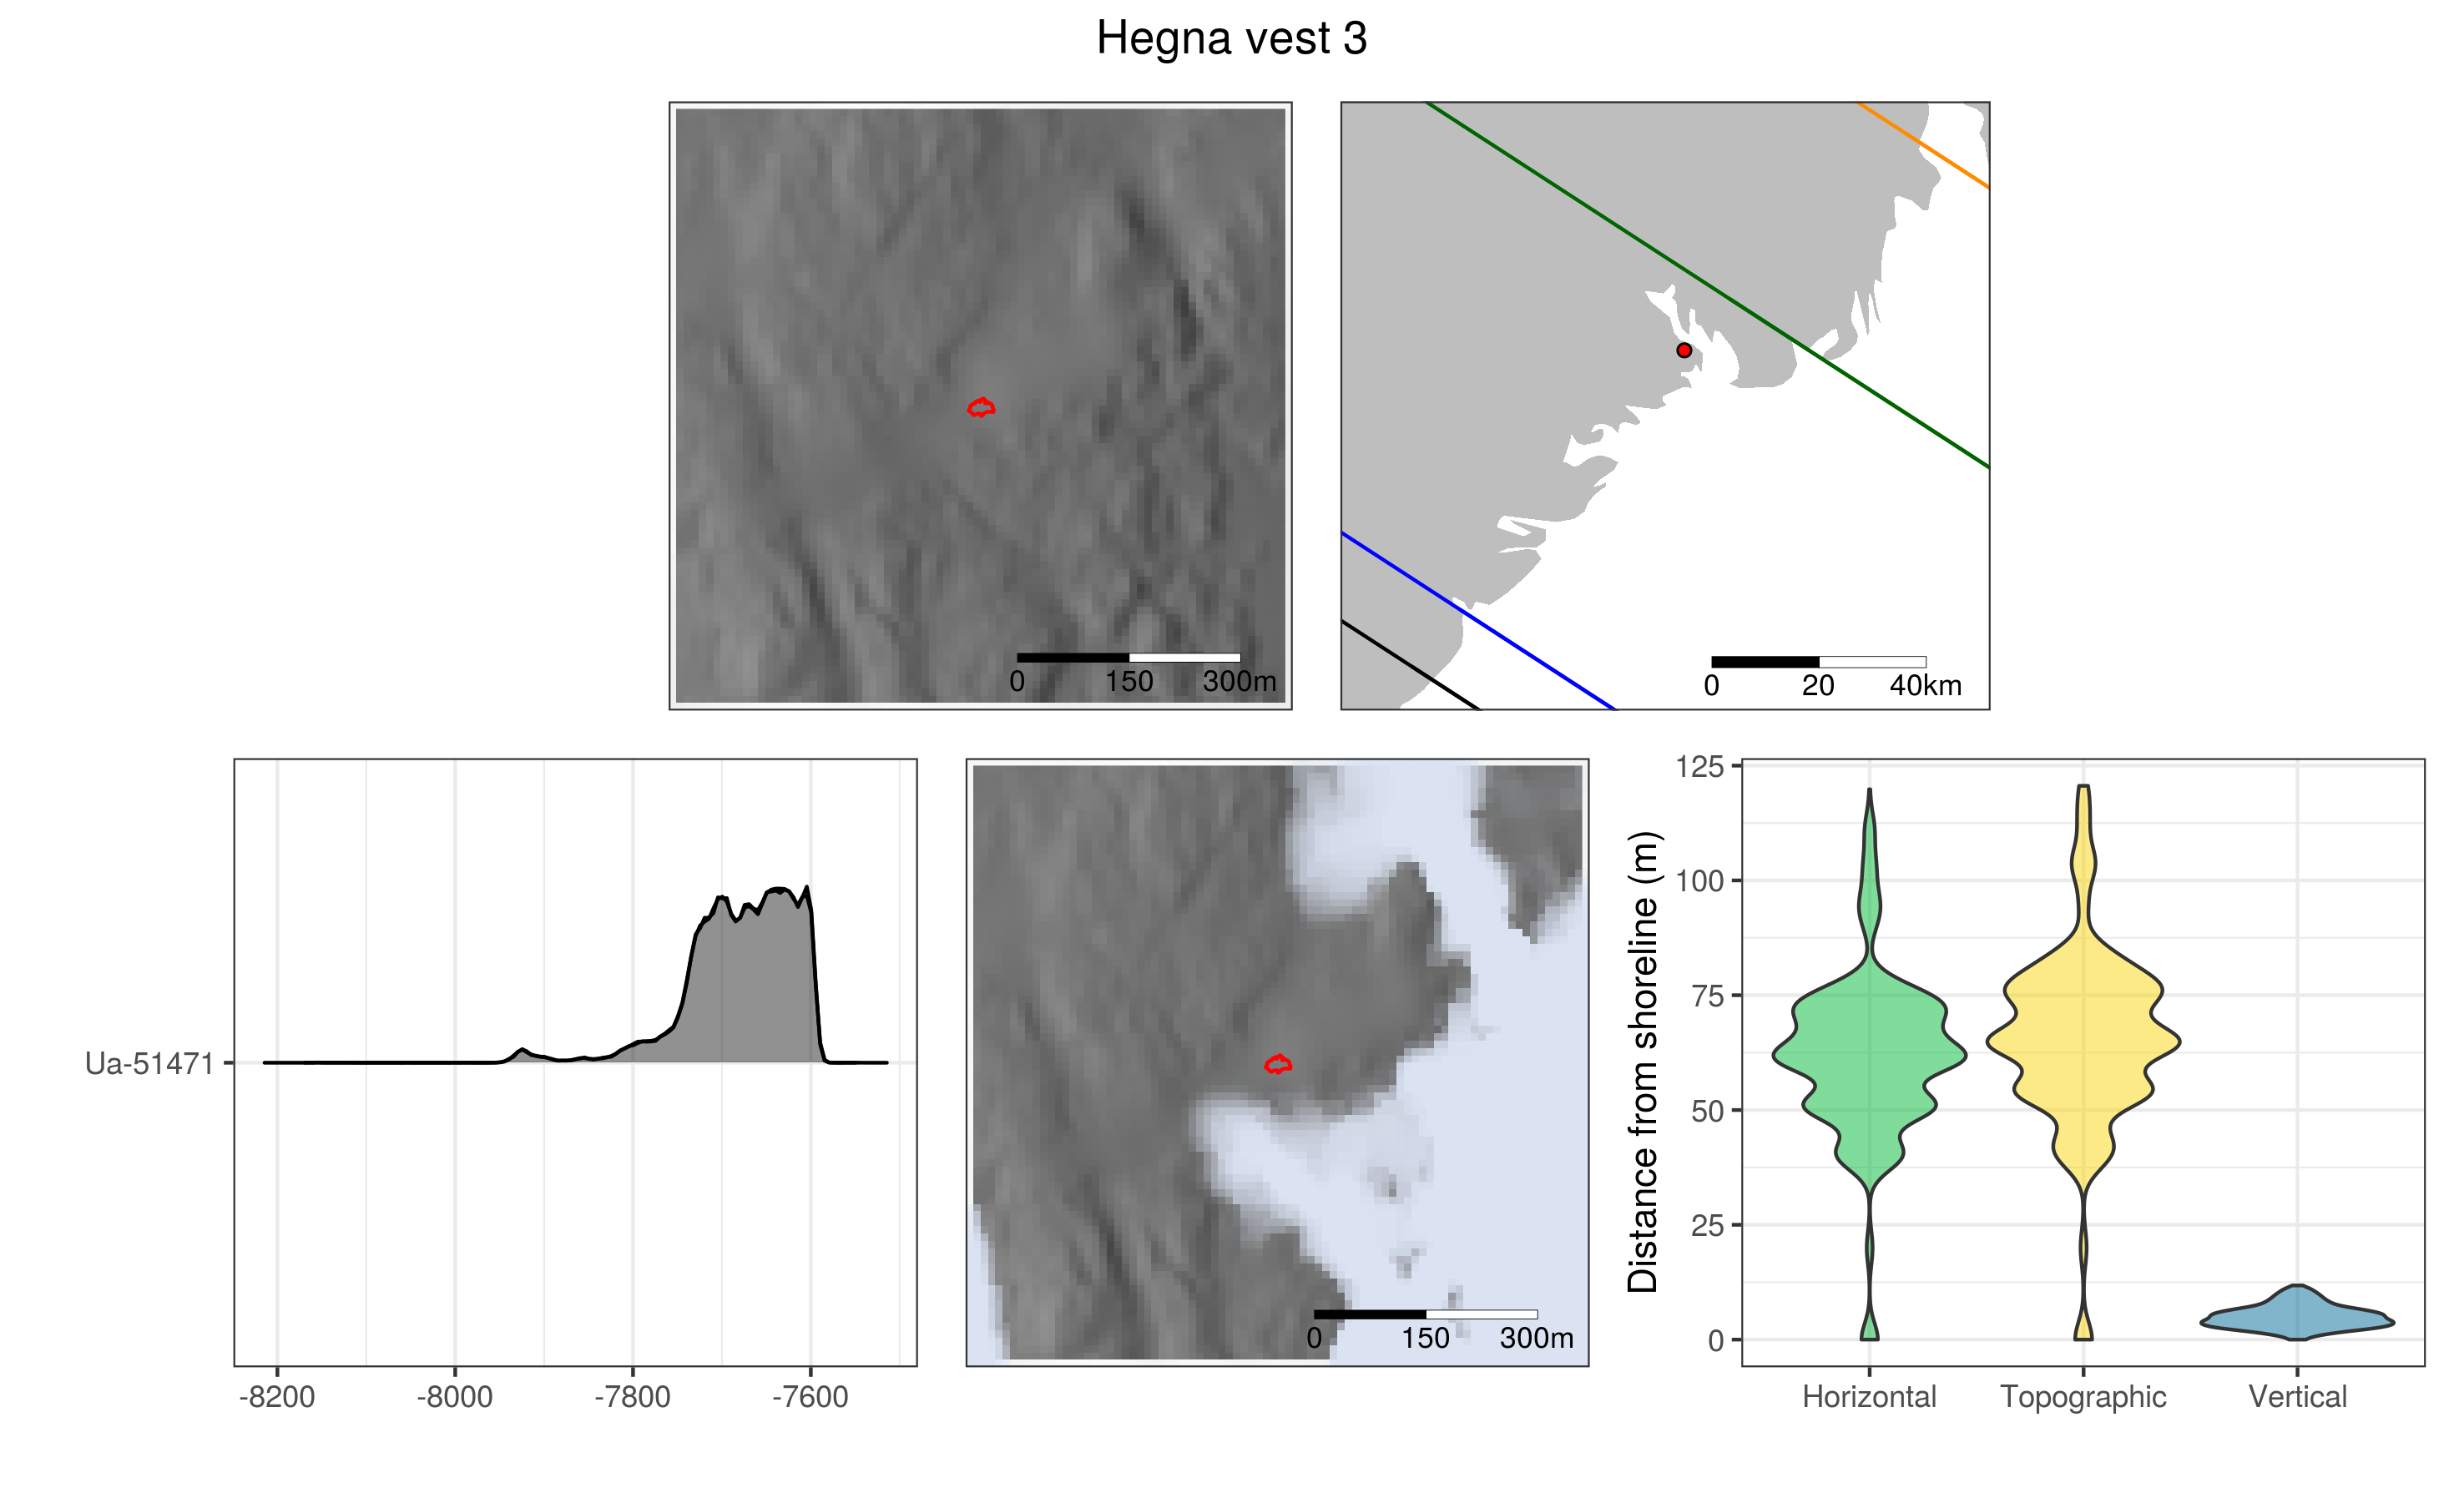 Hegna vest 3
0 150 300m
0 20 40km
Ua-51471
-8200 -8000 -7800 -7600
0 150 300m
Distance from shoreline (m)
125
100
75
50
25
0
Horizontal Topographic Vertical